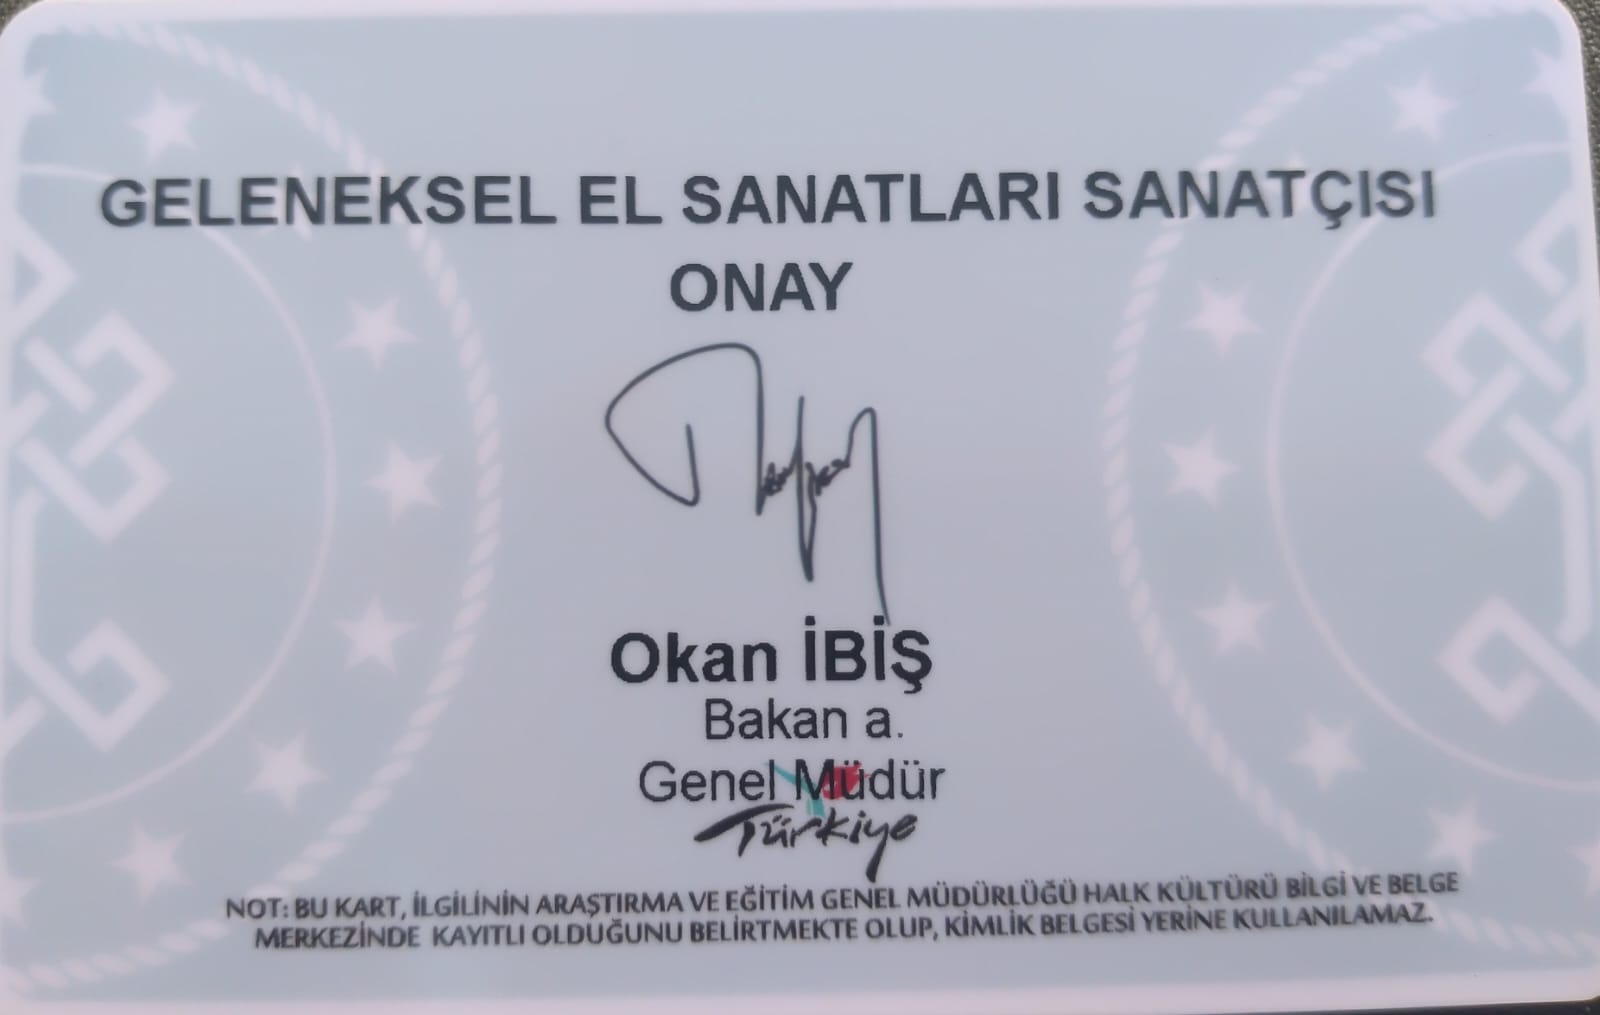 GELENEKSEL EL SANATLARI SANATÇISI
ONAY
Okan İBİŞ
Bakan a.
Genel Müdür
Türkiye
NOT: BU KART, İLGİLİNİN ARAŞTIRMA VE EĞİTİM GENEL MÜDÜRLÜĞÜ HALK KÜLTÜRÜ BİLGİ VE BELGE
MERKEZİNDE KAYITLI OLDUĞUNU BELİRTMEKTE OLUP, KİMLİK BELGESİ YERİNE KULLANILAMAZ.